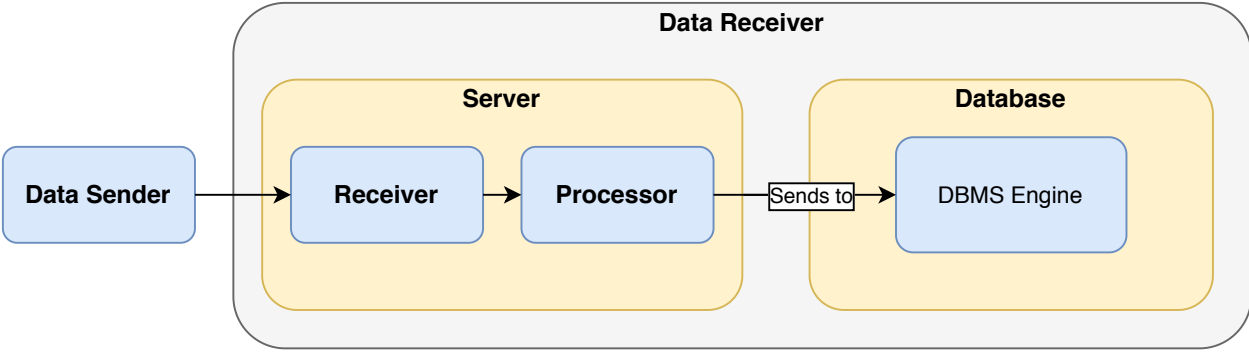 Data Receiver
Server
Database
Data Sender
Receiver
Processor
Sends to
DBMS Engine